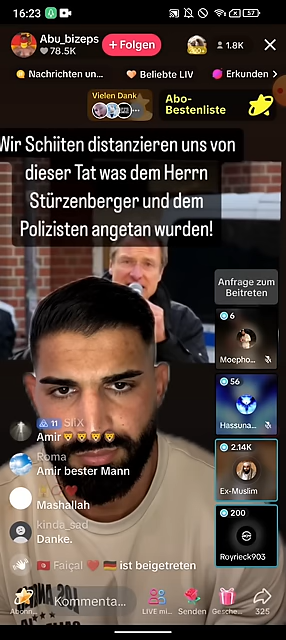 16:23
57
Abu_bizeps
78.5K
+ Folgen
1.8K
Nachrichten un...
Beliebte LIV
Erkunden
Vielen Dank
Abo-
Bestenliste
Wir Schiiten distanzieren uns von
dieser Tat was dem Herrn
Stürzenberger und dem
Polizisten angetan wurden!
Anfrage zum
Beitreten
6
Moepho...
56
Hassuna...
2.14K
Ex-Muslim
200
Royrieck903
11 SIIX
Amir🦁🦁🦁🦁
Roma
Amir bester Mann
Mashallah
kinda_sad
Danke.
🇹🇳 Faiçal ❤️ 🇩🇪 ist beigetreten
Abonn...
Kommenta...
LIVE mi...
Senden
Gesche...
325